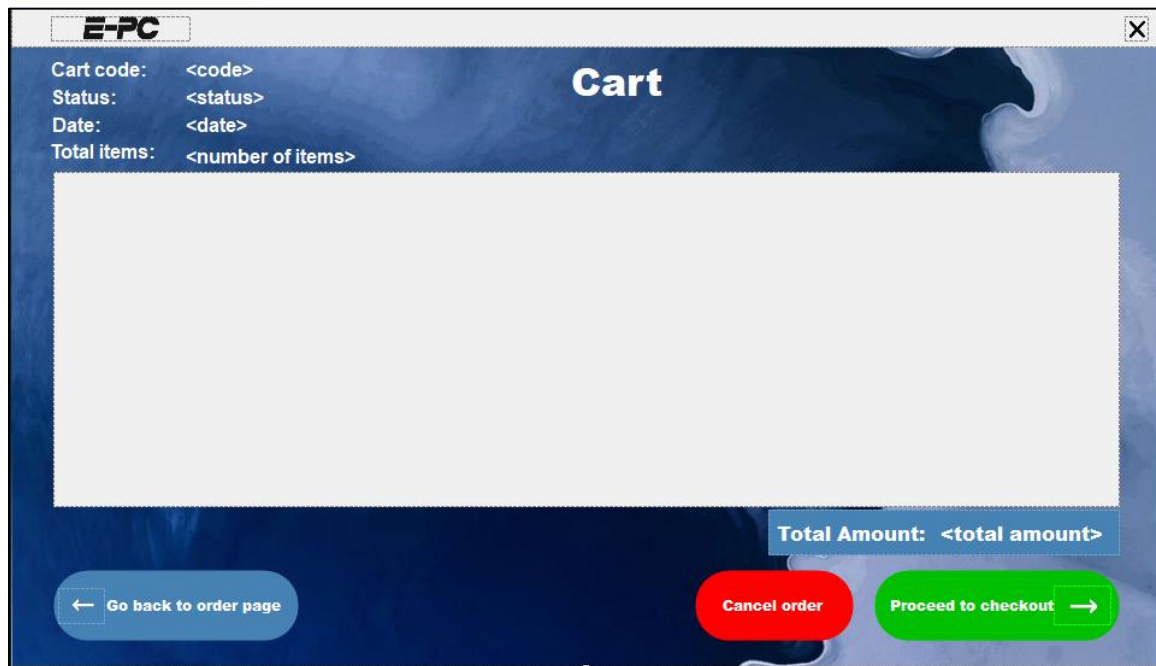 E-PC
Cart
Cart code: <code>
Status: <status>
Date: <date>
Total items: <number of items>
Total Amount: <total amount>
Go back to order page
Cancel order
Proceed to checkout